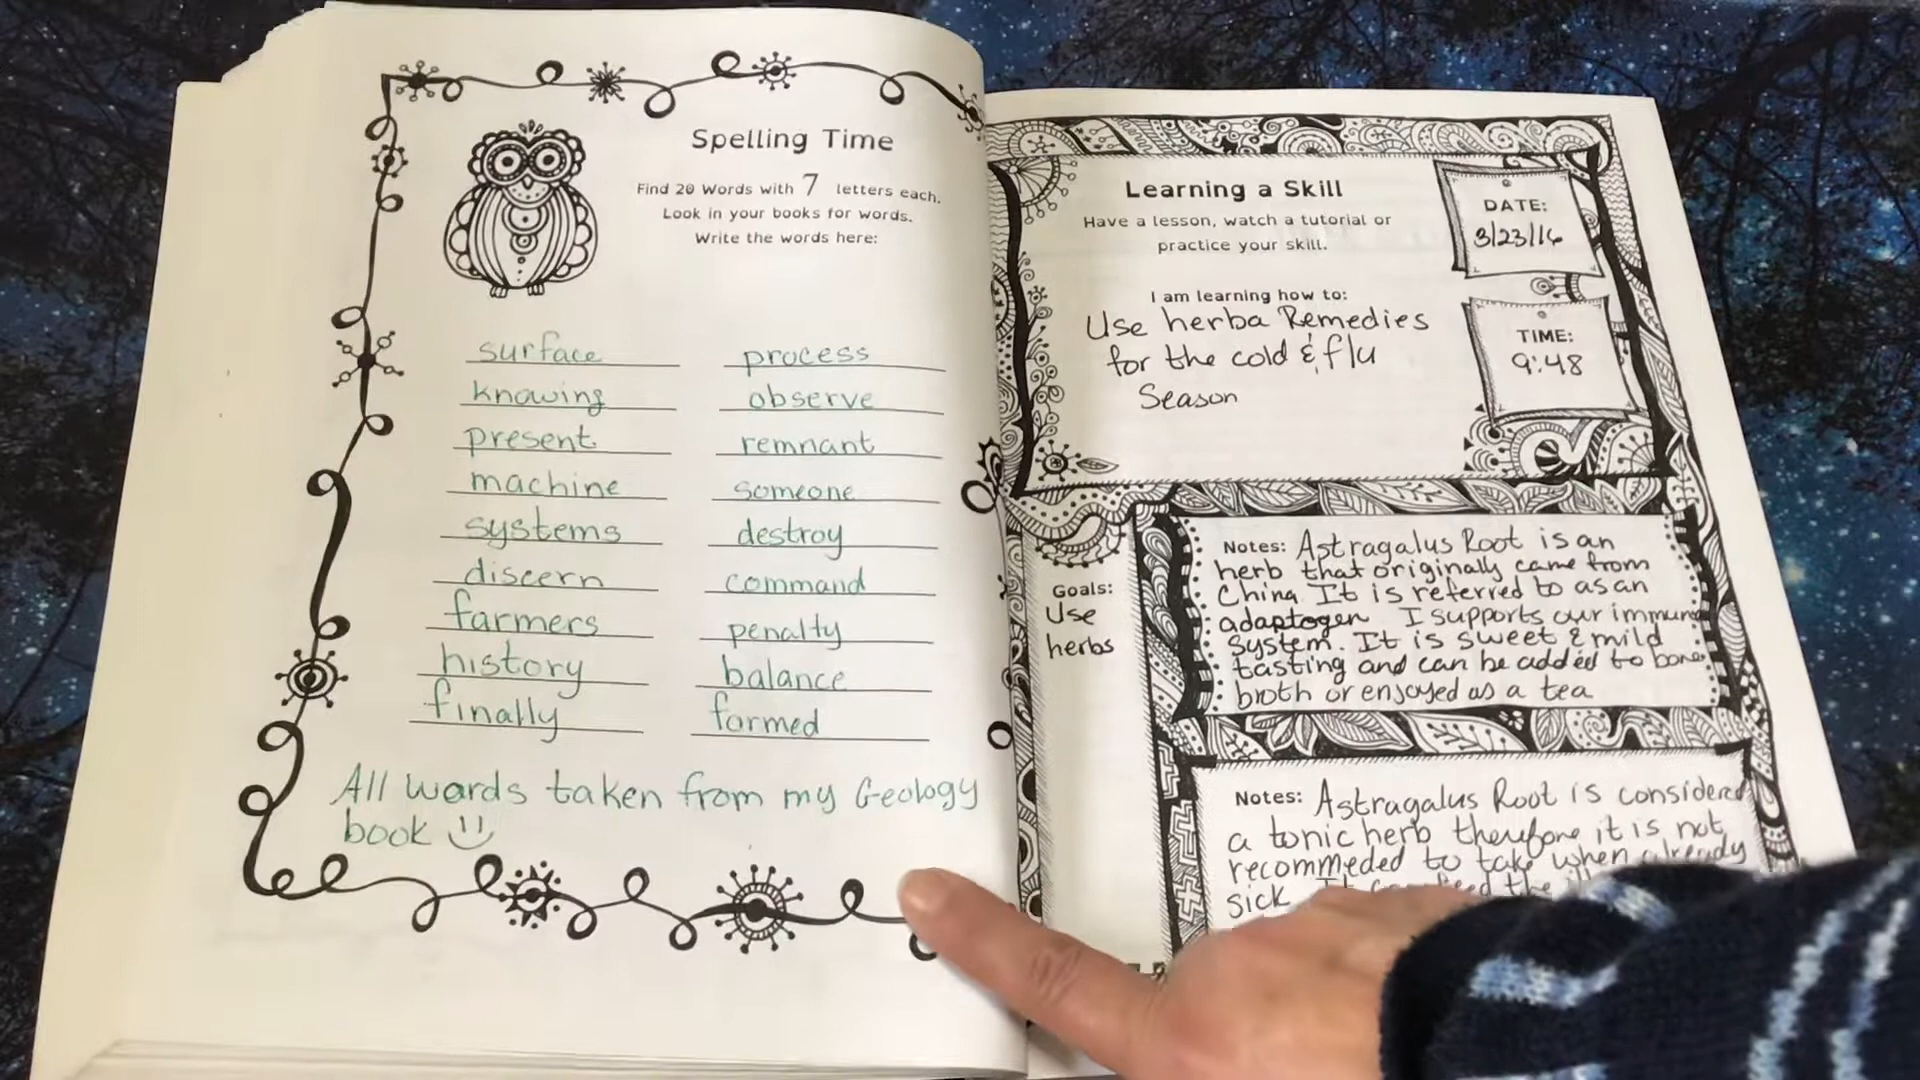 Spelling Time
Find 20 Words with 7 letters each.
Look in your books for words.
Write the words here:
surface
knowing
present
machine
systems
discern
farmers
history
finally
process
observe
remnant
someone
destroy
command
penalty
balance
formed
All words taken from my Geology
book
Learning a Skill
Have a lesson, watch a tutorial or
practice your skill.
I am learning how to:
Use herba Remedies
for the cold & flu
Season
DATE:
3/23/16
TIME:
9:48
Goals:
Use
herbs
Notes: Astragalus Root is an
herb that originally came from
China. It is referred to as an
adaptogen I supports our immune
system. It is sweet & mild
tasting and can be added to bone
broth or enjoyed as a tea
Notes: Astragalus Root is considered
a tonic herb therefore it is not
recommeded to take when already
sick. It the